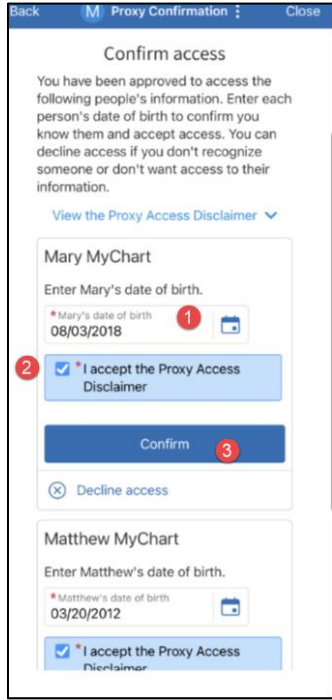 Back M Proxy Confirmation Close
Confirm access
You have been approved to access the
following people's information. Enter each
person's date of birth to confirm you
know them and accept access. You can
decline access if you don't recognize
someone or don't want access to their
information.
View the Proxy Access Disclaimer
Mary MyChart
Enter Mary's date of birth.
*Mary's date of birth
1
08/03/2018
2
*I accept the Proxy Access
Disclaimer
Confirm
3
Decline access
Matthew MyChart
Enter Matthew's date of birth.
*Matthew's date of birth
03/20/2012
*I accept the Proxy Access
Disclaimer